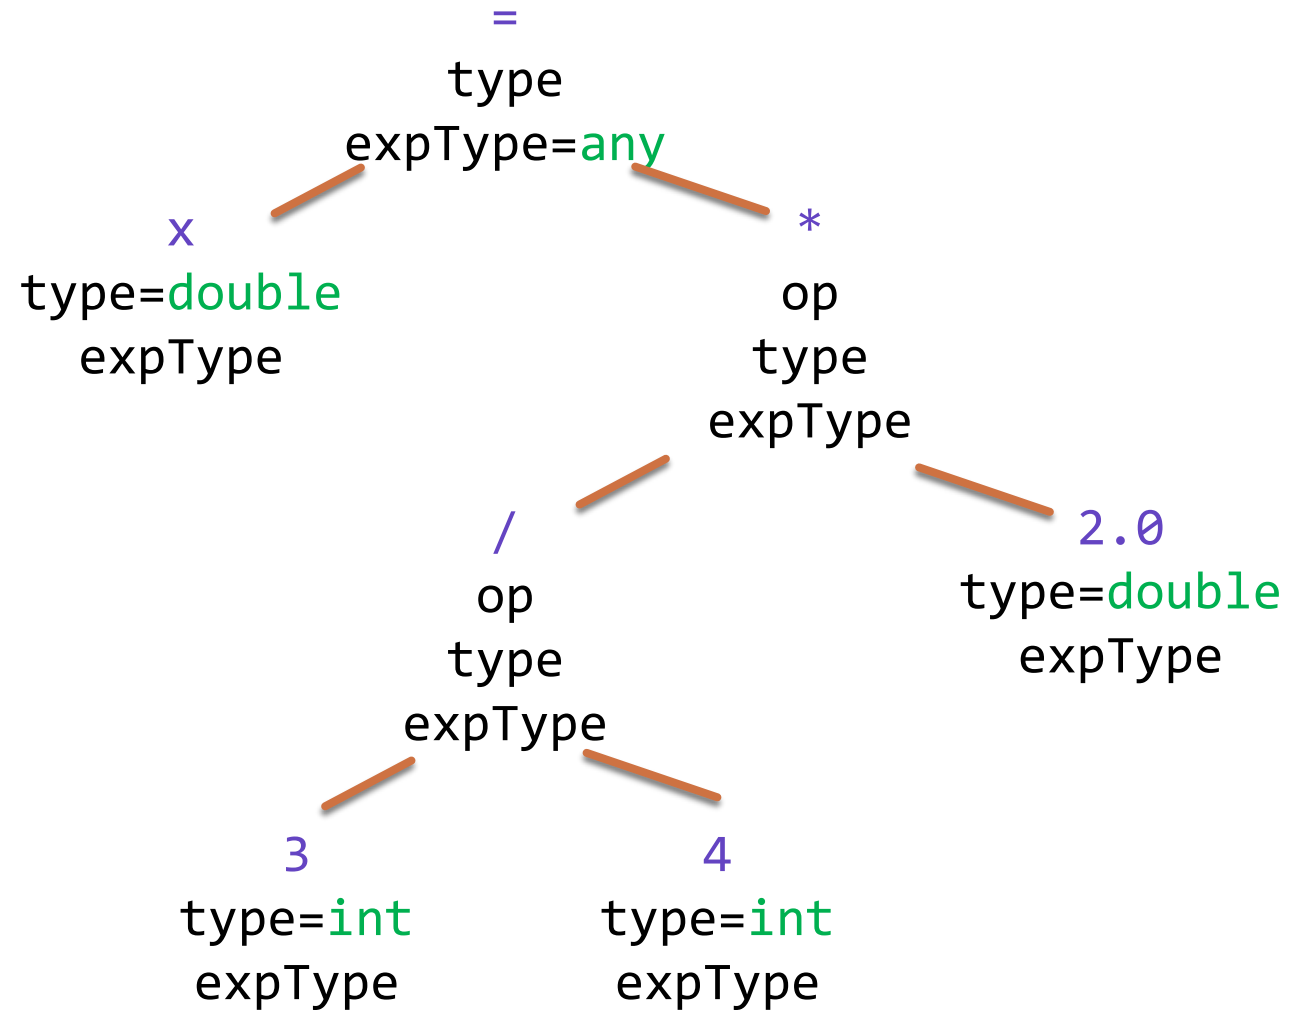 =
type
expType=any
x
type=double
expType
*
op
type
expType
/
op
type
expType
2.0
type=double
expType
3
type=int
expType
4
type=int
expType